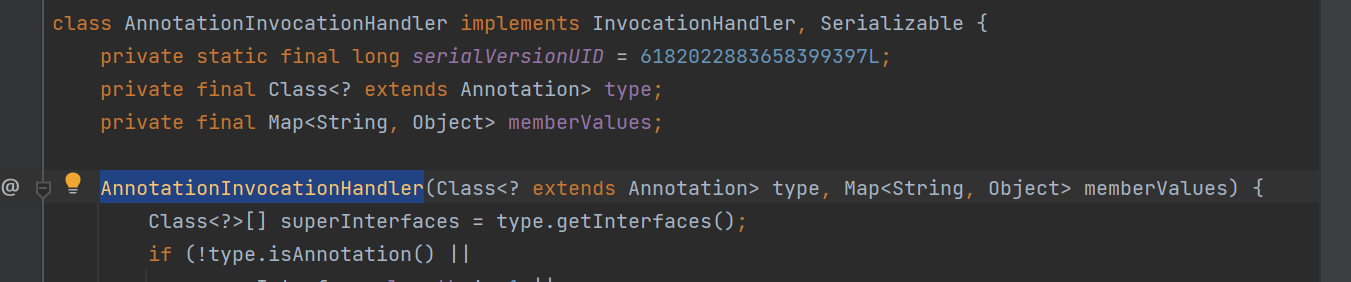 class AnnotationInvocationHandler implements InvocationHandler, Serializable {
    private static final long serialVersionUID = 6182022883658399397L;
    private final Class<? extends Annotation> type;
    private final Map<String, Object> memberValues;
@
    AnnotationInvocationHandler(Class<? extends Annotation> type, Map<String, Object> memberValues) {
        Class<?>[] superInterfaces = type.getInterfaces();
        if (!type.isAnnotation() ||